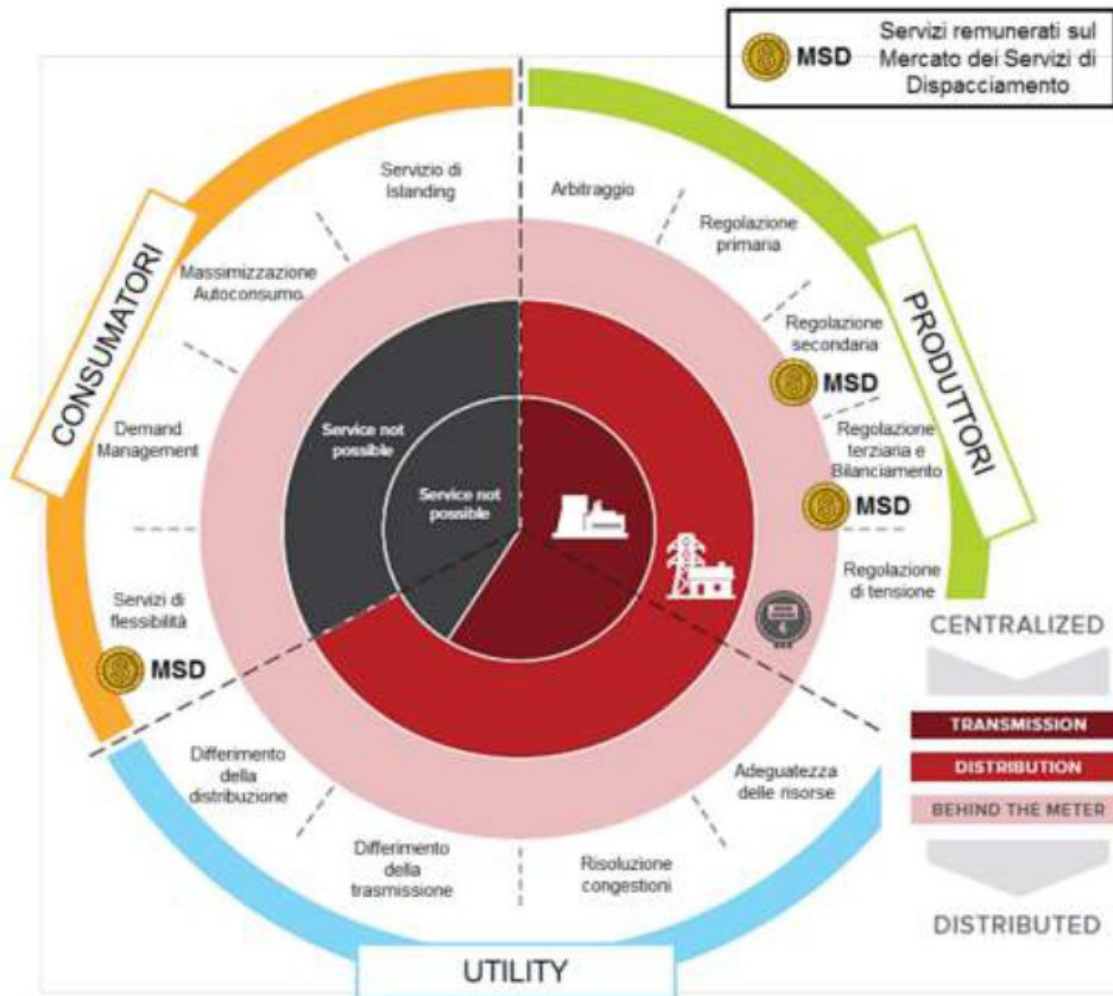 MSD
Servizi remunerati sul
Mercato dei Servizi di
Dispacciamento
CONSUMATORI
PRODUTTORI
UTILITY
Servizio di
Islanding
Arbitraggio
Regolazione
primaria
Massimizzazione
Autoconsumo
Regolazione
secondaria
MSD
Demand
Management
Service not
possible
Service not
possible
Regolazione
terziaria e
Bilanciamento
MSD
Servizi di
flessibilità
MSD
Regolazione
di tensione
Differimento
della
distribuzione
Differimento
della
trasmissione
Risoluzione
congestioni
Adeguatezza
delle risorse
CENTRALIZED
TRANSMISSION
DISTRIBUTION
BEHIND THE METER
DISTRIBUTED